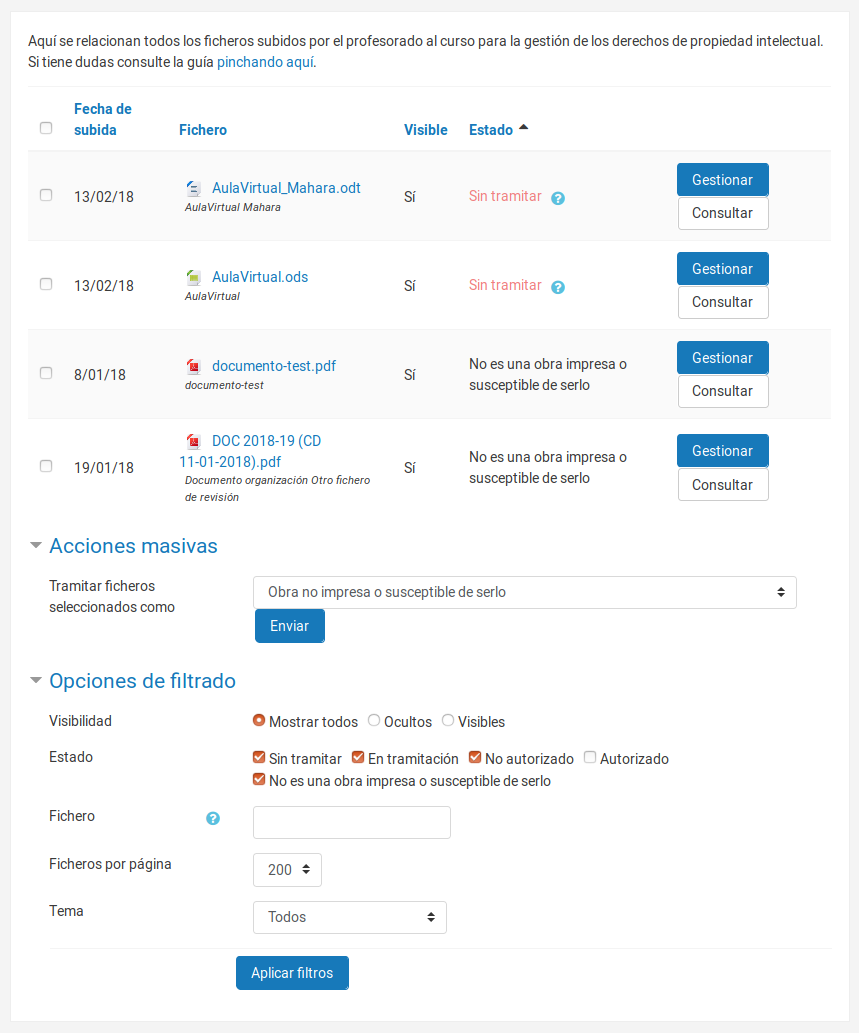 Aquí se relacionan todos los ficheros subidos por el profesorado al curso para la gestión de los derechos de propiedad intelectual.
Si tiene dudas consulte la guía pinchando aquí.
Fecha de
subida Fichero Visible Estado
13/02/18 AulaVirtual_Mahara.odt Sí Sin tramitar ? Gestionar
AulaVirtual Mahara Consultar
13/02/18 AulaVirtual.ods Sí Sin tramitar ? Gestionar
AulaVirtual Consultar
8/01/18 documento-test.pdf Sí No es una obra impresa o Gestionar
documento-test susceptible de serlo Consultar
DOC 2018-19 (CD
19/01/18 11-01-2018).pdf Sí No es una obra impresa o Gestionar
Documento organización Otro fichero susceptible de serlo Consultar
de revisión
Acciones masivas
Tramitar ficheros Obra no impresa o susceptible de serlo
seleccionados como
Enviar
Opciones de filtrado
Visibilidad Mostrar todos Ocultos Visibles
Estado Sin tramitar En tramitación No autorizado Autorizado
No es una obra impresa o susceptible de serlo
Fichero ?
Ficheros por página 200
Tema Todos
Aplicar filtros